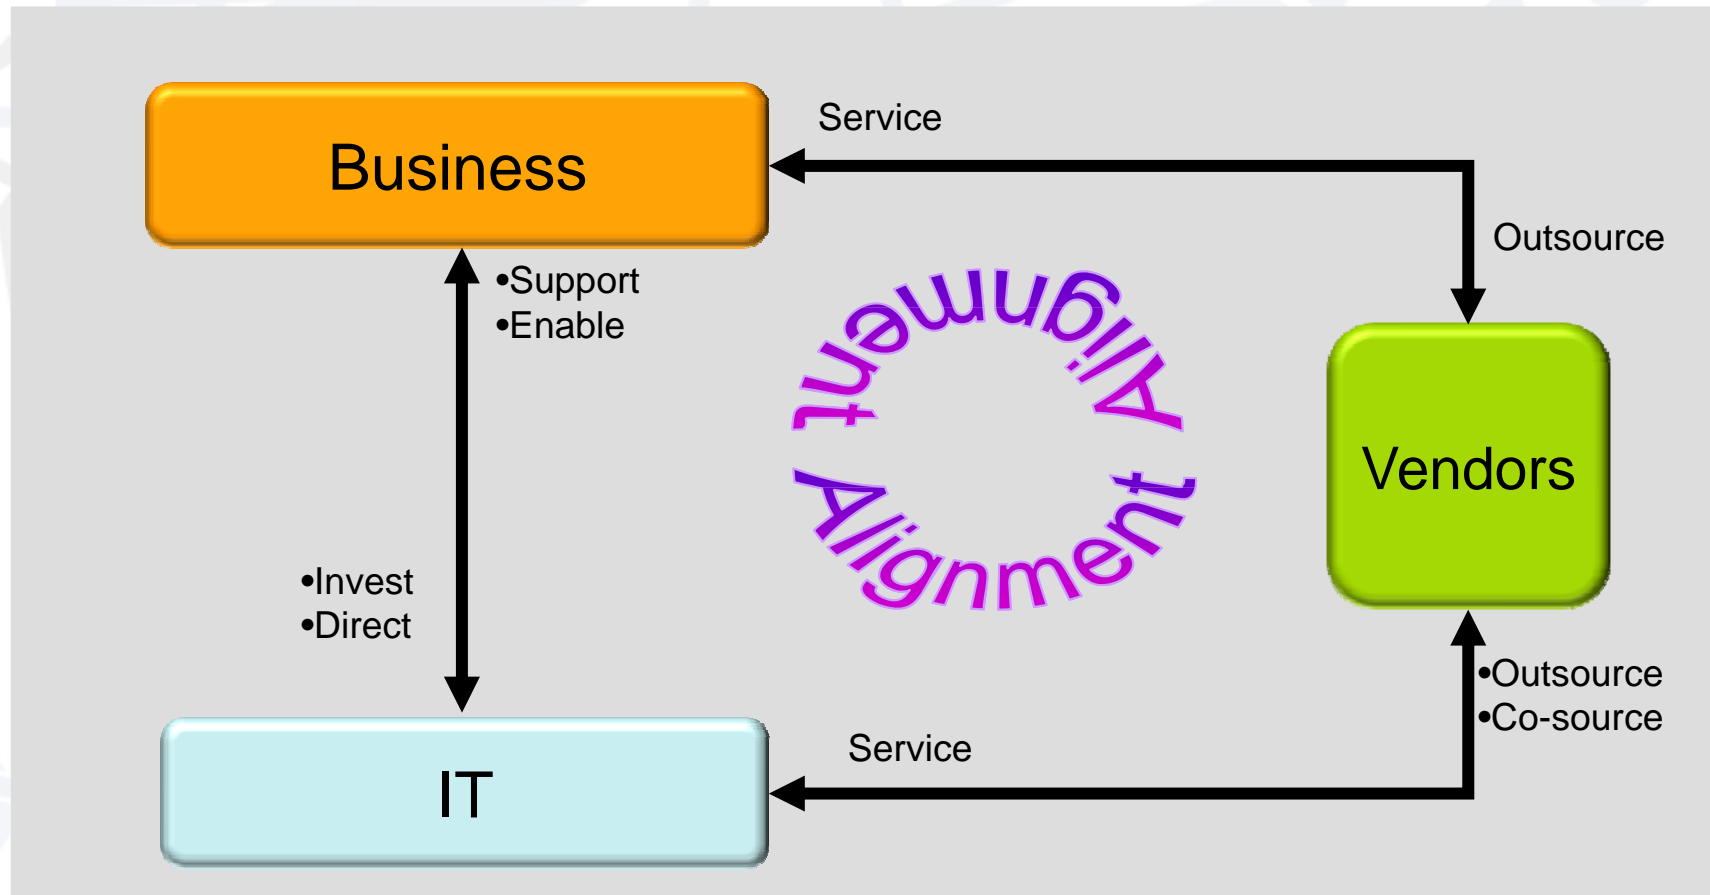 Business
Service
Outsource
•Support
•Enable
Alignment
Alignment
Vendors
•Invest
•Direct
•Outsource
•Co-source
Service
IT